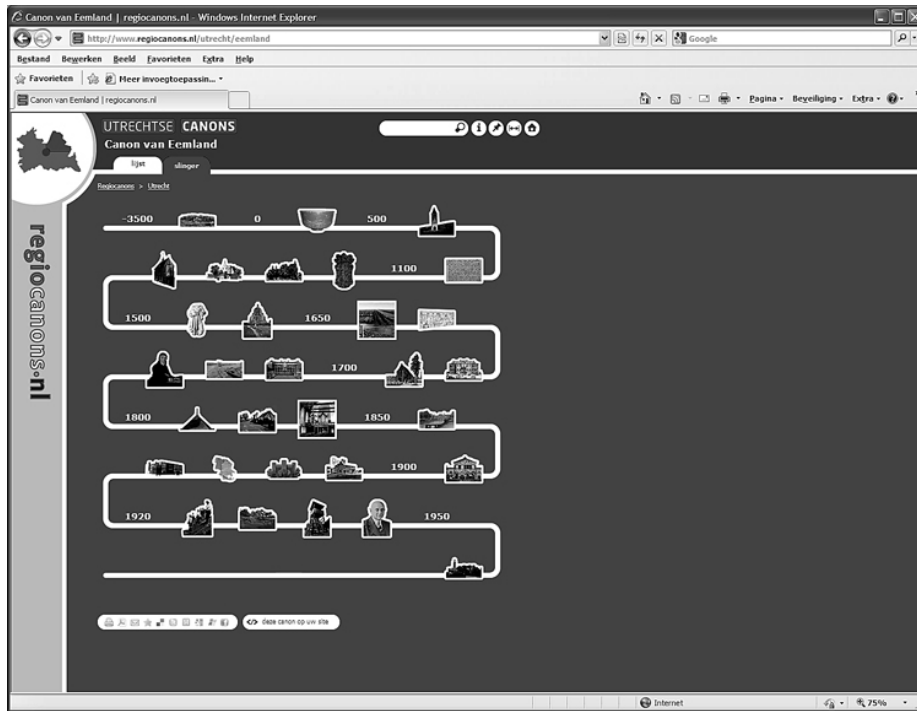 Canon van Eemland | regiocanons.nl - Windows Internet Explorer
http://www.regiocanons.nl/utrecht/eemland
Google
Bestand Bewerken Beeld Favorieten Extra Help
Favorieten Meer invoegtoepassin...
Canon van Eemland | regiocanons.nl
Pagina Beveiliging Extra
UTRECHTSE CANONS
Canon van Eemland
lijst slinger
Regiocanons > Utrecht
regiocanons.nl
-3500 0 500
1100
1500 1650
1700
1800 1850
1900
1920 1950
</> deze canon op uw site
Internet 75%